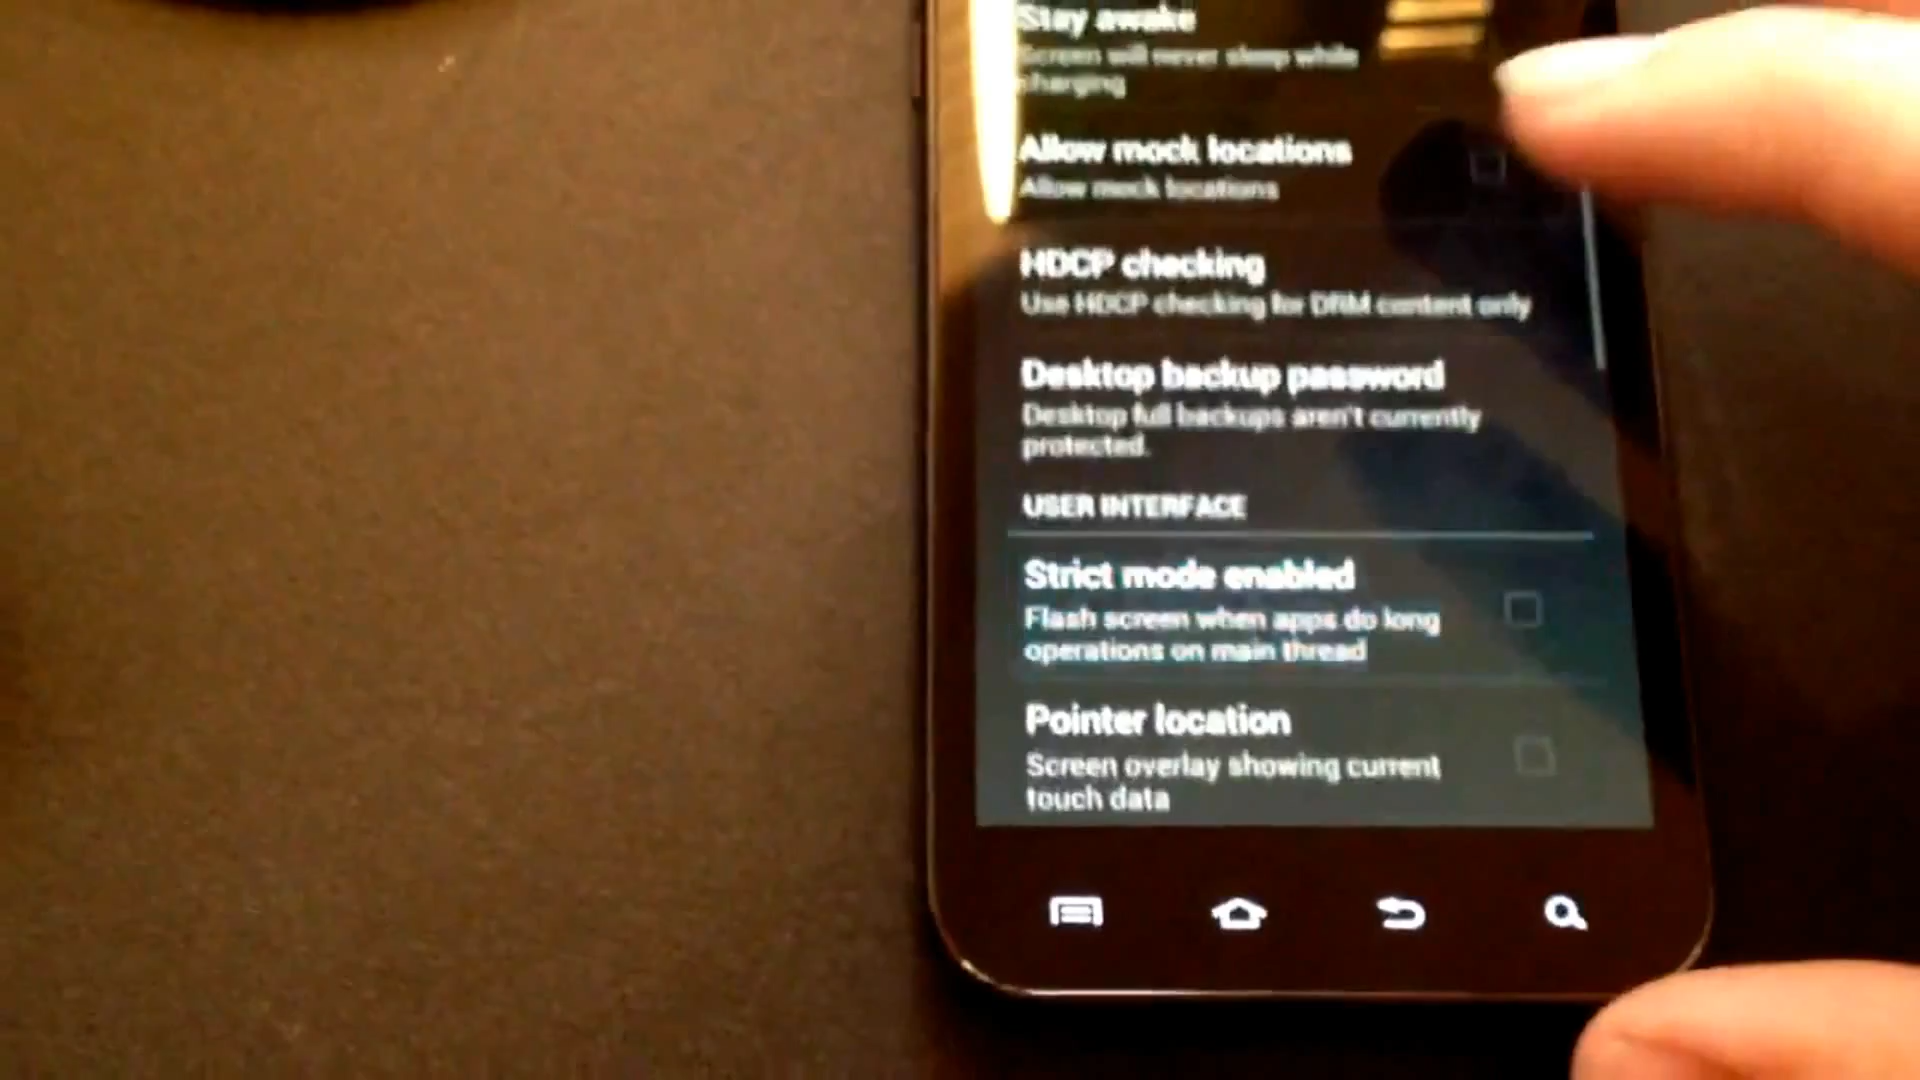 Stay awake
Screen will never sleep while
charging
Allow mock locations
Allow mock locations
HDCP checking
Use HDCP checking for DRM content only
Desktop backup password
Desktop full backups aren't currently
protected.
USER INTERFACE
Strict mode enabled
Flash screen when apps do long
operations on main thread
Pointer location
Screen overlay showing current
touch data